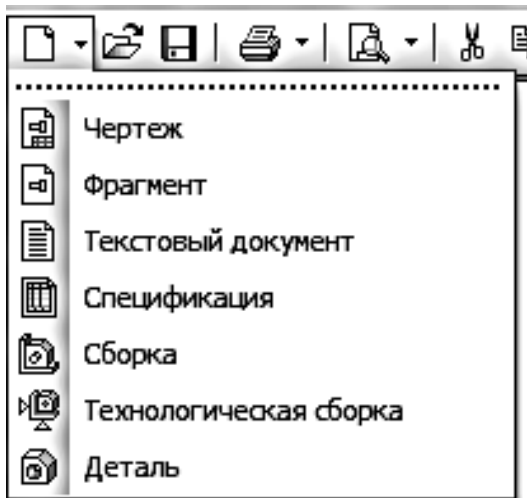 Чертеж
Фрагмент
Текстовый документ
Спецификация
Сборка
Технологическая сборка
Деталь